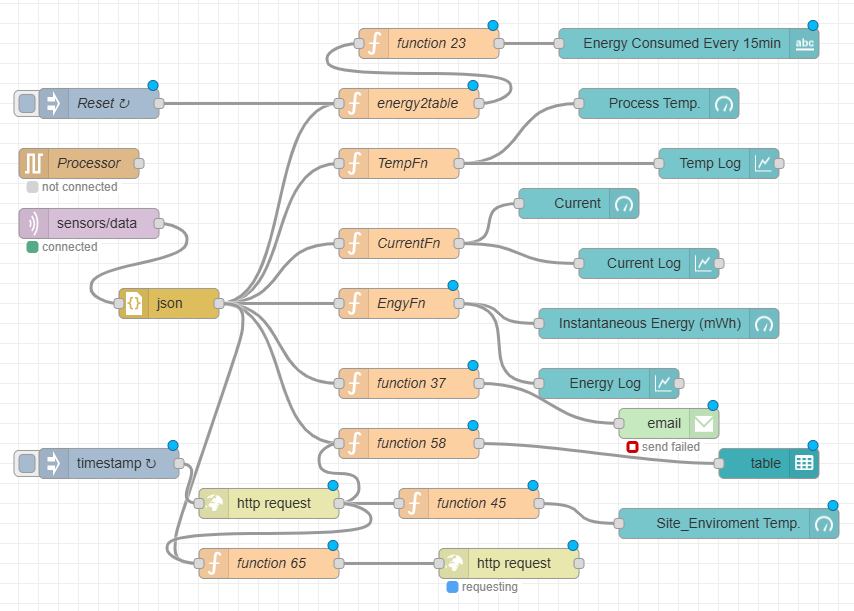 function 23
Energy Consumed Every 15min
abc
Reset ↻
energy2table
Process Temp.
Processor
not connected
TempFn
Temp Log
sensors/data
connected
Current
CurrentFn
Current Log
json
EngyFn
Instantaneous Energy (mWh)
function 37
Energy Log
email
send failed
function 58
timestamp ↻
table
http request
function 45
Site_Enviroment Temp.
function 65
http request
requesting